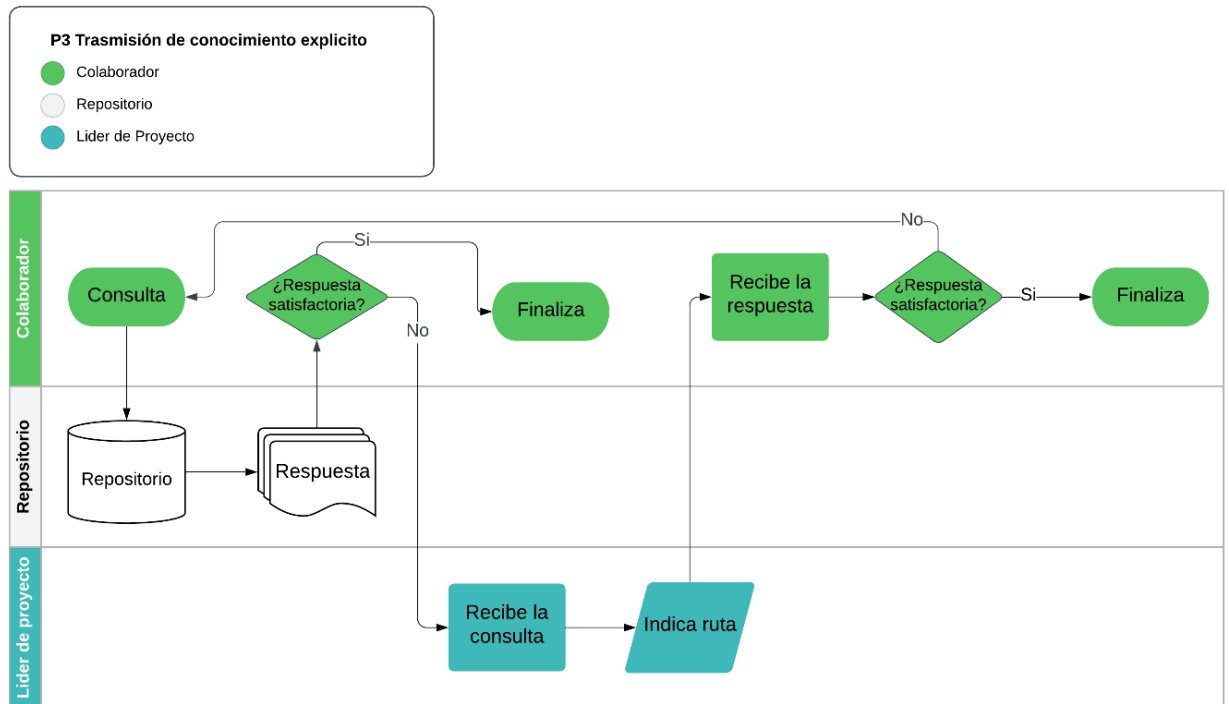 P3 Trasmisión de conocimiento explicito
Colaborador
Repositorio
Lider de Proyecto
Colaborador
Consulta
¿Respuesta
satisfactoria?
Si
No
Finaliza
Recibe la
respuesta
No
¿Respuesta
satisfactoria?
Si
Finaliza
Repositorio
Repositorio
Respuesta
Lider de proyecto
Recibe la
consulta
Indica ruta